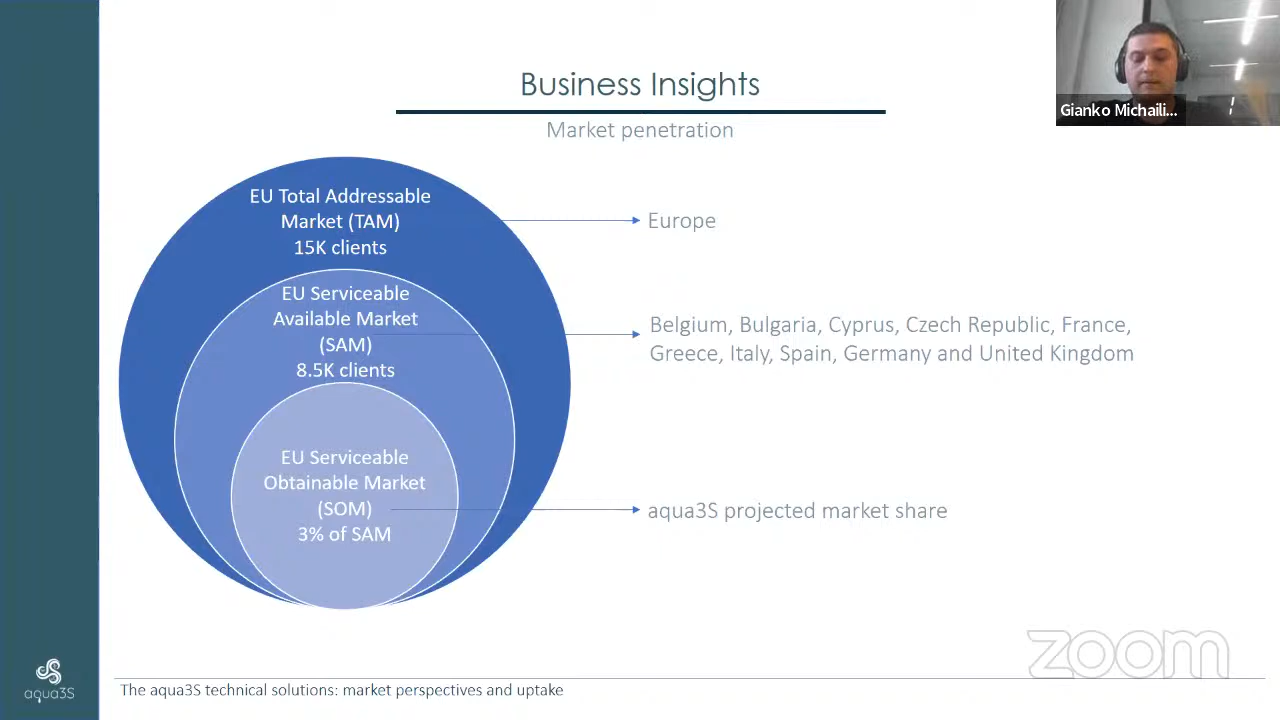 Business Insights
Market penetration
Gianko Michaili...
EU Total Addressable
Market (TAM)
15K clients
Europe
EU Serviceable
Available Market
(SAM)
8.5K clients
Belgium, Bulgaria, Cyprus, Czech Republic, France,
Greece, Italy, Spain, Germany and United Kingdom
EU Serviceable
Obtainable Market
(SOM)
3% of SAM
aqua3S projected market share
zoom
aqua3S
The aqua3S technical solutions: market perspectives and uptake